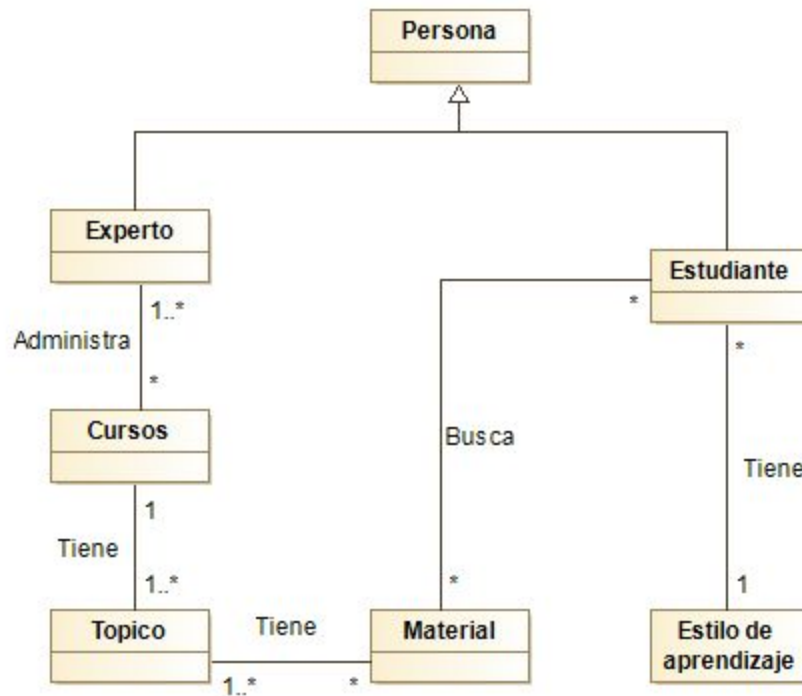 Persona
Experto
Estudiante
1..*
*
Administra
*
*
Cursos
Busca
1
Tiene
Tiene
1..*
*
1
Topico
Tiene
Material
Estilo de
aprendizaje
1..*
*